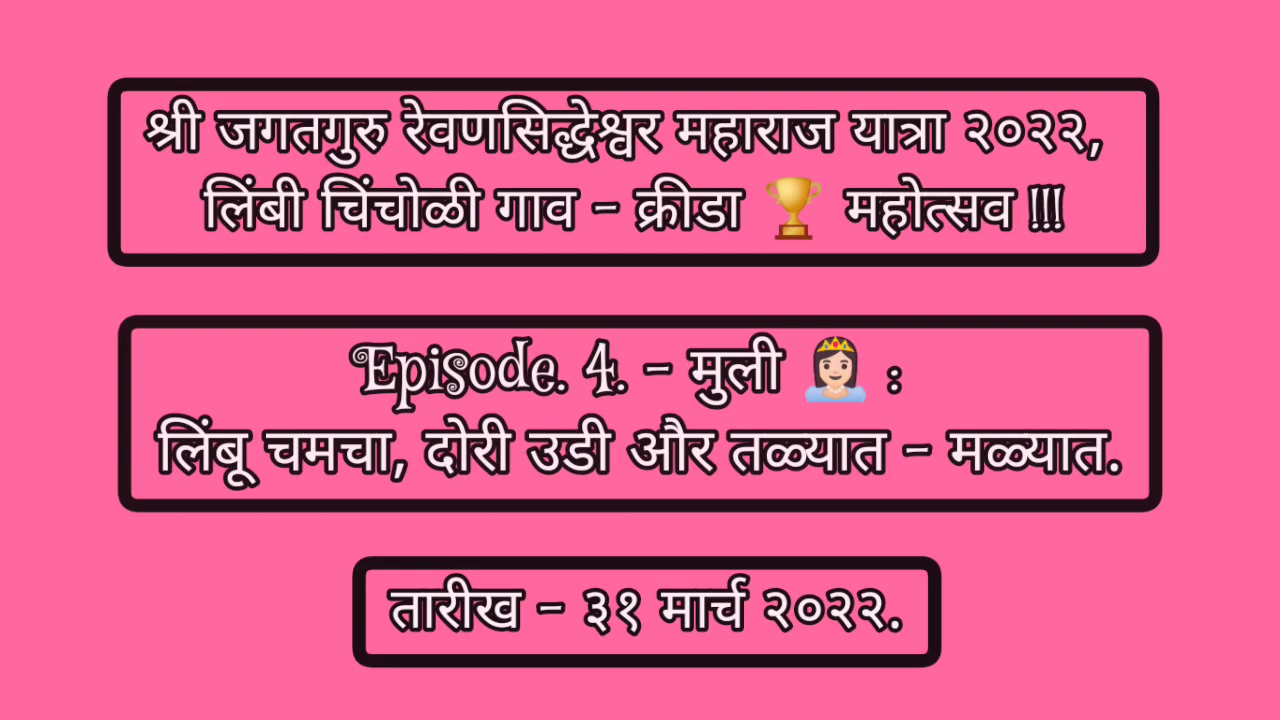 श्री जगतगुरु रेवणसिद्धेश्वर महाराज यात्रा २०२२,
लिंबी चिंचोळी गाव - क्रीडा 🏆 महोत्सव !!!
Episode. 4. - मुली 👸🏻 :
लिंबू चमचा, दोरी उडी और तळ्यात - मळ्यात.
तारीख - ३१ मार्च २०२२.